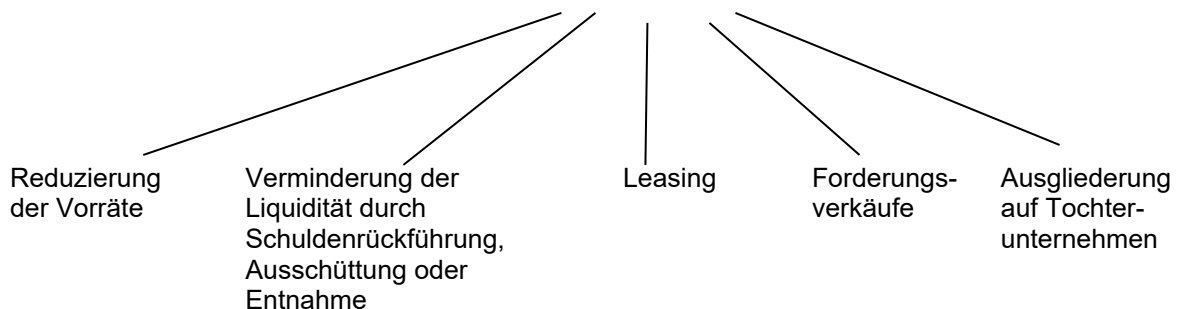 Reduzierung
der Vorräte
Verminderung der
Liquidität durch
Schuldenrückführung,
Ausschüttung oder
Entnahme
Leasing
Forderungs-
verkäufe
Ausgliederung
auf Tochter-
unternehmen